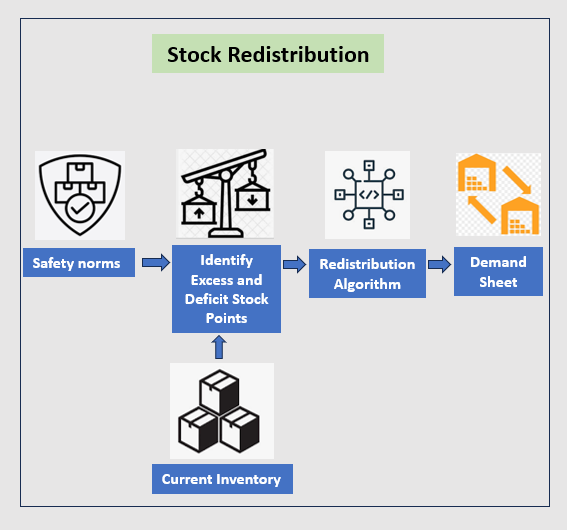 Stock Redistribution
Safety norms
Identify
Excess and
Deficit Stock
Points
Redistribution
Algorithm
</>
Demand
Sheet
Current Inventory